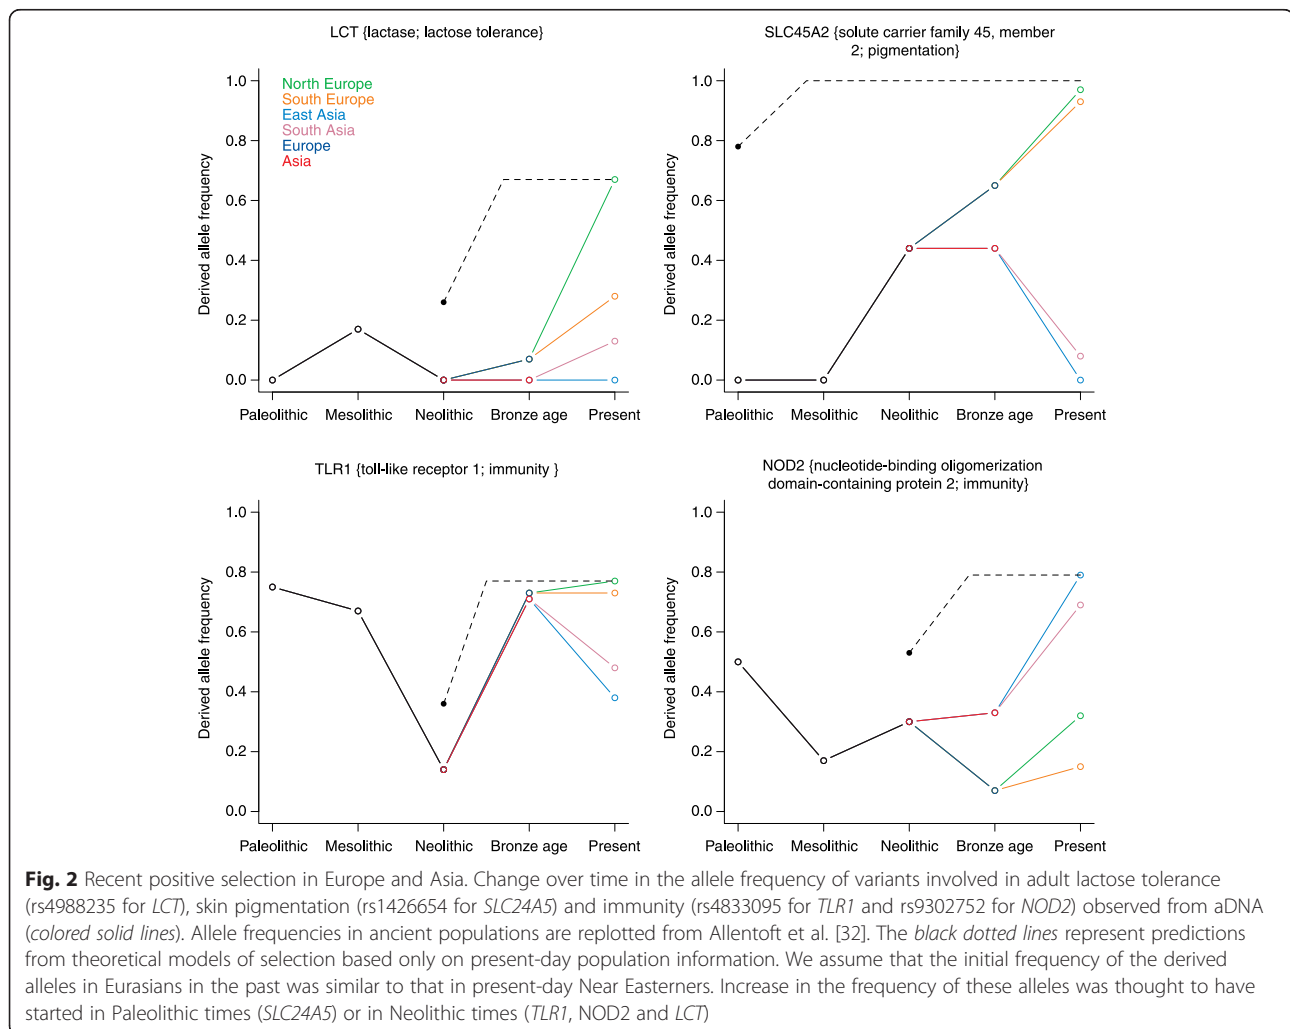 LCT {lactase; lactose tolerance}
1.0
0.8
0.6
0.4
0.2
0.0
Derived allele frequency
North Europe
South Europe
East Asia
South Asia
Europe
Asia
Paleolithic Mesolithic Neolithic Bronze age Present
SLC45A2 {solute carrier family 45, member
2; pigmentation}
1.0
0.8
0.6
0.4
0.2
0.0
Derived allele frequency
Paleolithic Mesolithic Neolithic Bronze age Present
TLR1 {toll-like receptor 1; immunity }
1.0
0.8
0.6
0.4
0.2
0.0
Derived allele frequency
Paleolithic Mesolithic Neolithic Bronze age Present
NOD2 {nucleotide-binding oligomerization
domain-containing protein 2; immunity}
1.0
0.8
0.6
0.4
0.2
0.0
Derived allele frequency
Paleolithic Mesolithic Neolithic Bronze age Present
Fig. 2 Recent positive selection in Europe and Asia. Change over time in the allele frequency of variants involved in adult lactose tolerance
(rs4988235 for LCT), skin pigmentation (rs1426654 for SLC24A5) and immunity (rs4833095 for TLR1 and rs9302752 for NOD2) observed from aDNA
(colored solid lines). Allele frequencies in ancient populations are replotted from Allentoft et al. [32]. The black dotted lines represent predictions
from theoretical models of selection based only on present-day population information. We assume that the initial frequency of the derived
alleles in Eurasians in the past was similar to that in present-day Near Easterners. Increase in the frequency of these alleles was thought to have
started in Paleolithic times (SLC24A5) or in Neolithic times (TLR1, NOD2 and LCT)